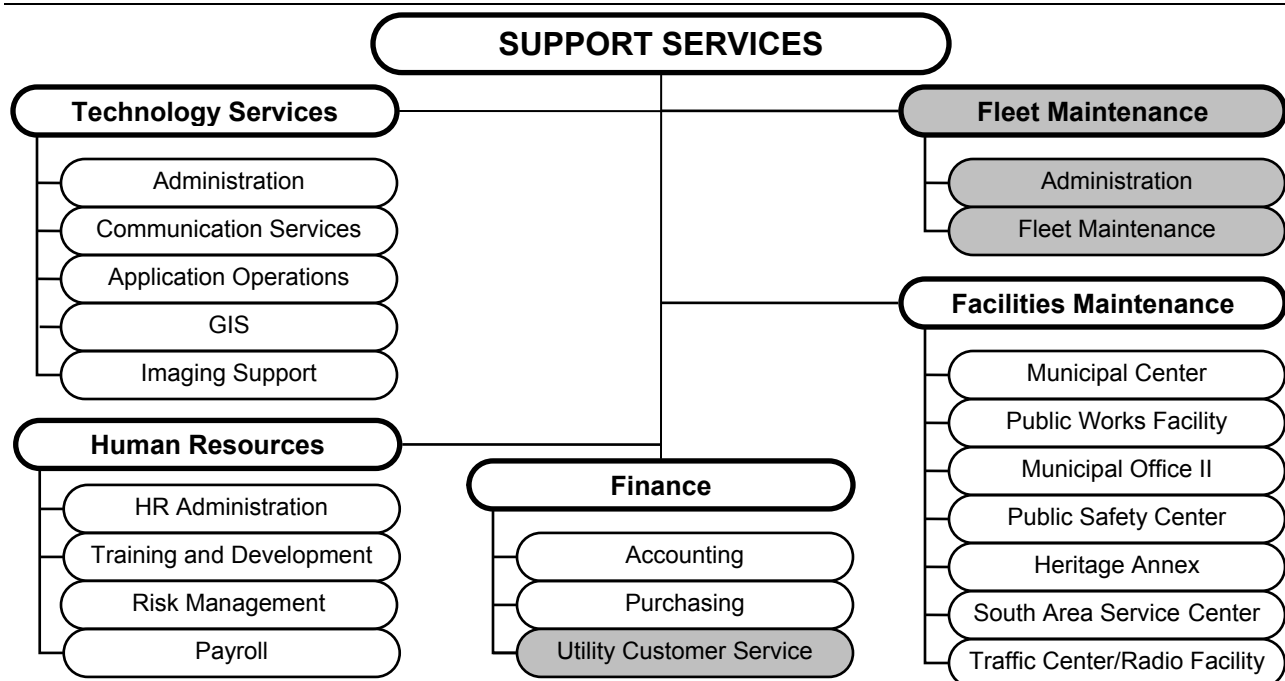 SUPPORT SERVICES
Technology Services
Administration
Communication Services
Application Operations
GIS
Imaging Support
Human Resources
HR Administration
Training and Development
Risk Management
Payroll
Finance
Accounting
Purchasing
Utility Customer Service
Fleet Maintenance
Administration
Fleet Maintenance
Facilities Maintenance
Municipal Center
Public Works Facility
Municipal Office II
Public Safety Center
Heritage Annex
South Area Service Center
Traffic Center/Radio Facility